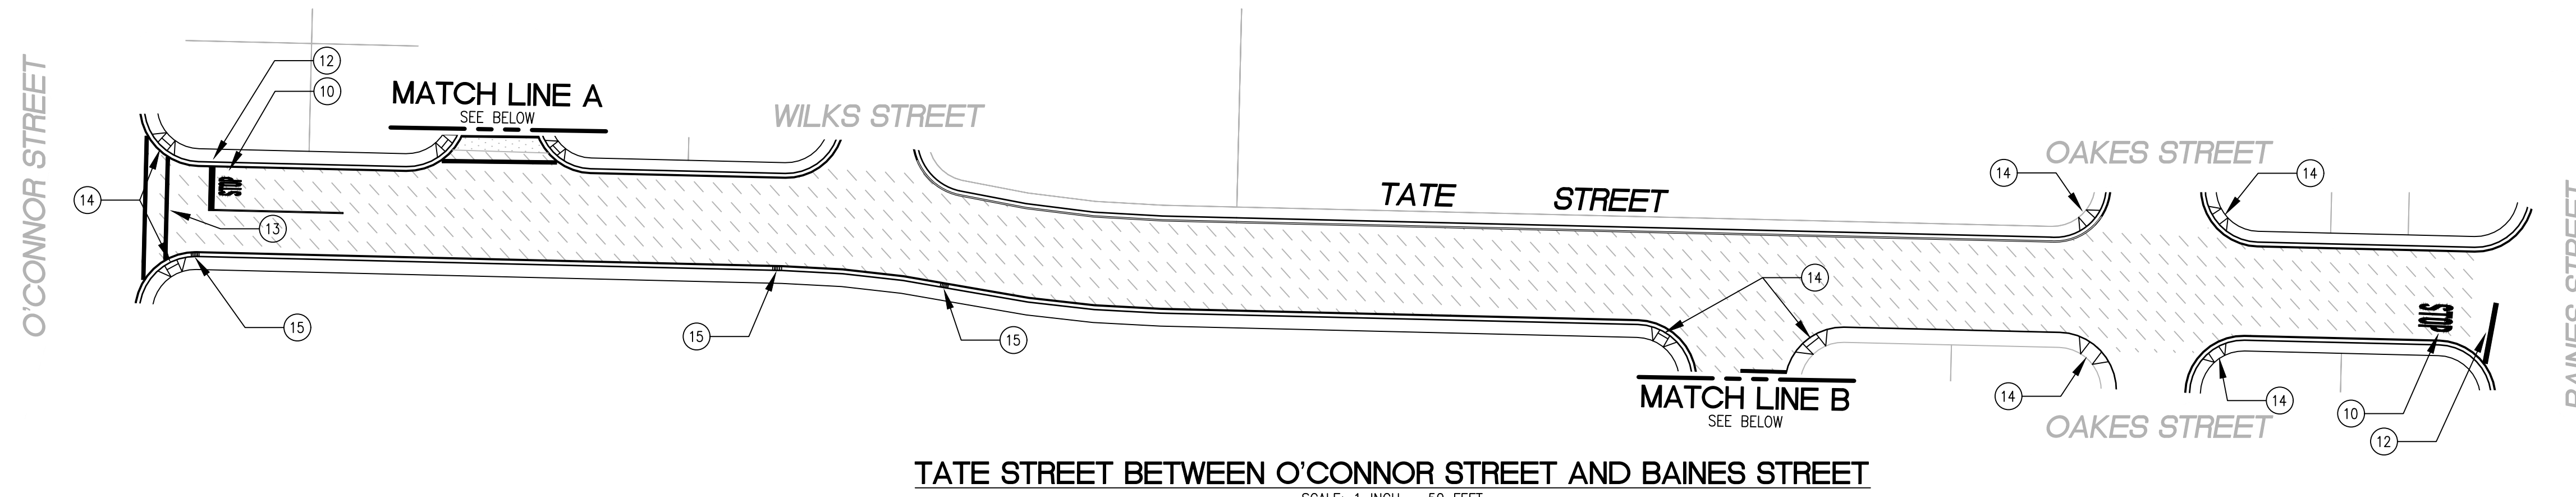 O'CONNOR STREET
12
10
MATCH LINE A
SEE BELOW
WILKS STREET
14
STOP
13
15
15
15
TATE STREET
OAKES STREET
14
14
14
MATCH LINE B
SEE BELOW
14
OAKES STREET
14
STOP
10
12
BAINES STREET
TATE STREET BETWEEN O'CONNOR STREET AND BAINES STREET